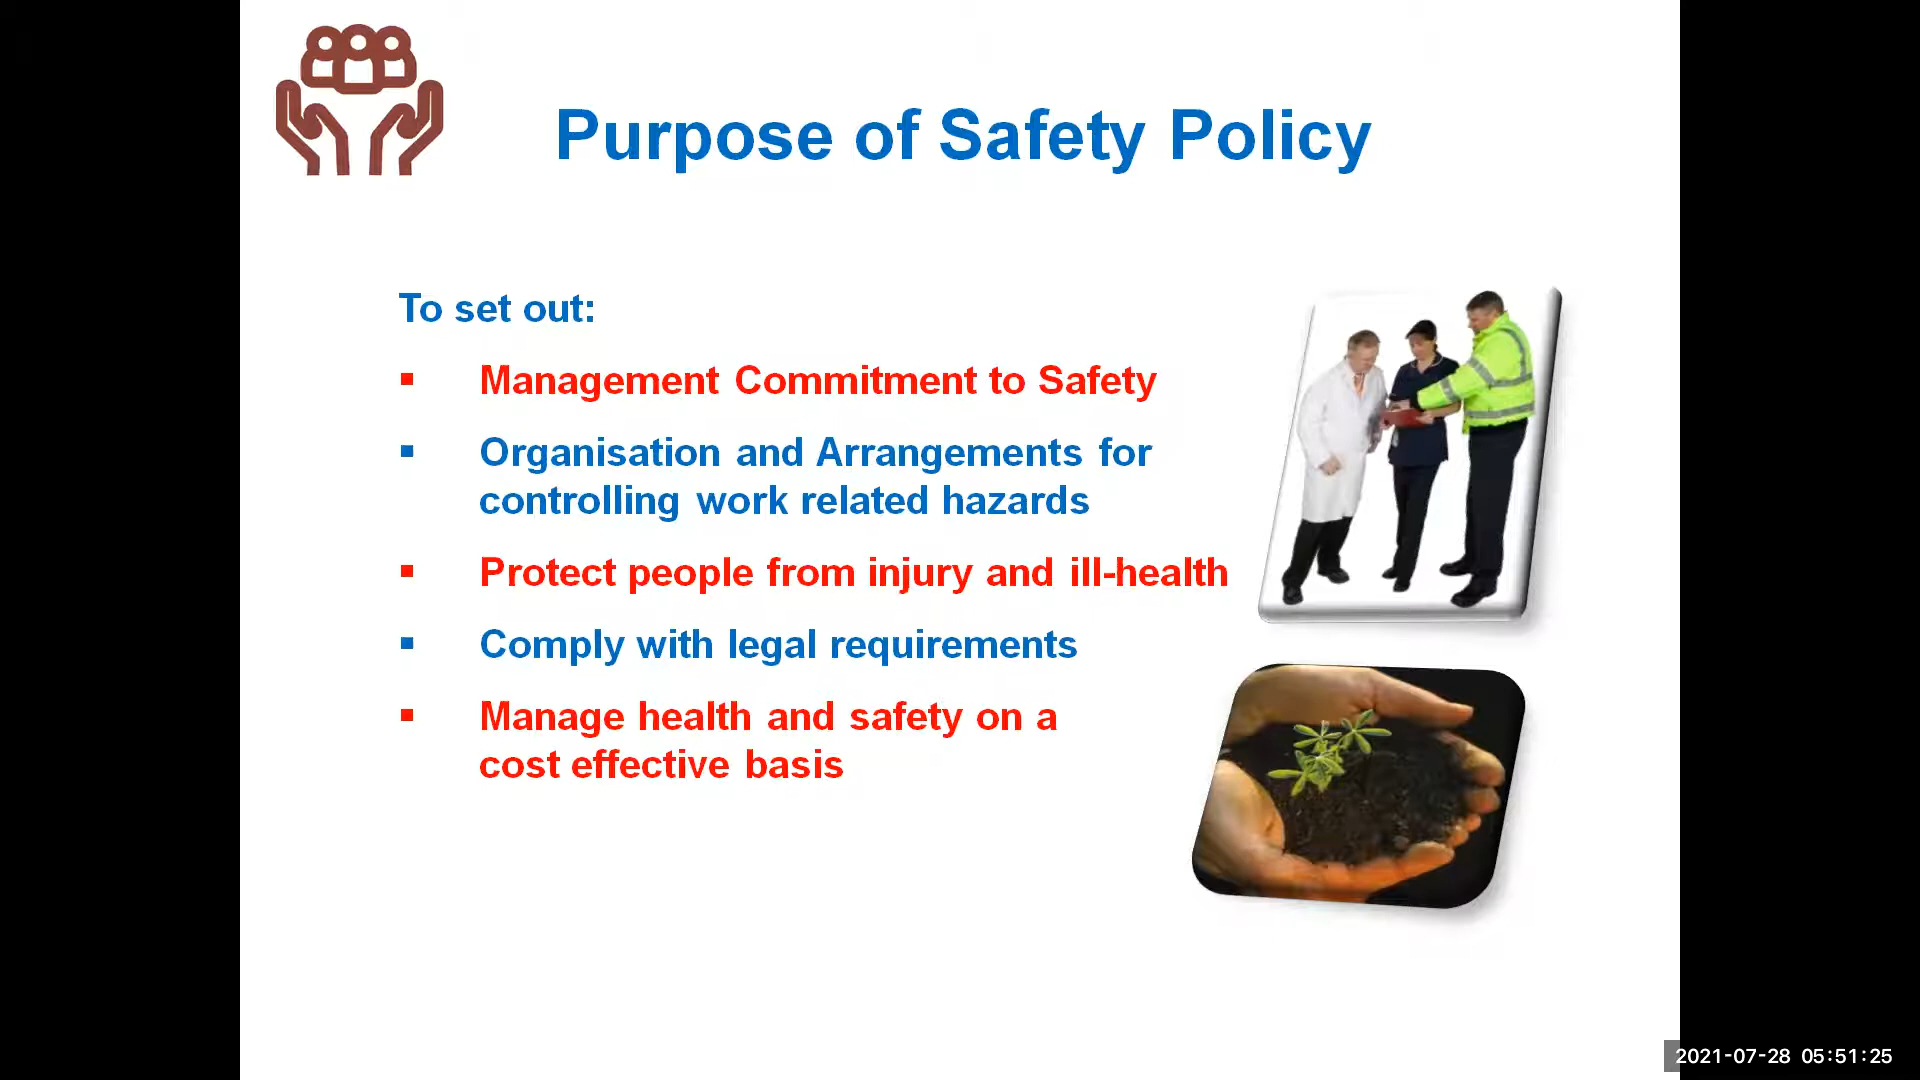 Purpose of Safety Policy
To set out:
▪ Management Commitment to Safety
▪ Organisation and Arrangements for
controlling work related hazards
▪ Protect people from injury and ill-health
▪ Comply with legal requirements
▪ Manage health and safety on a
cost effective basis
2021-07-28 05:51:25